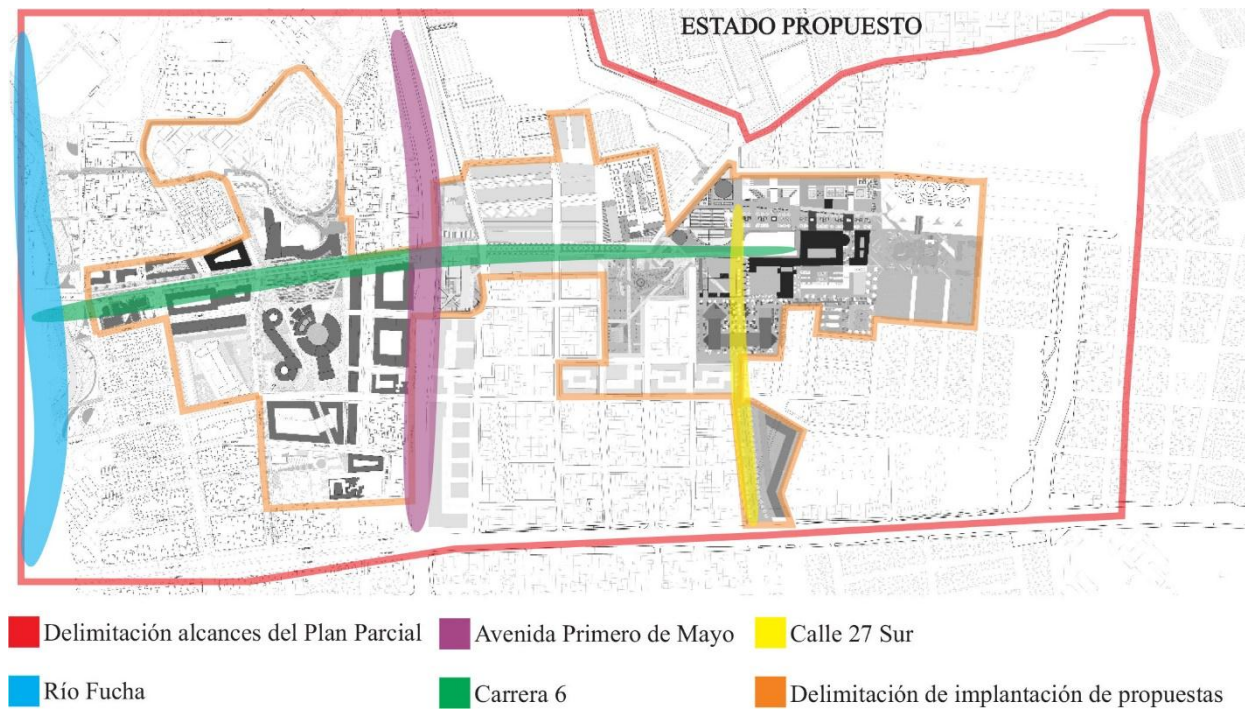 ESTADO PROPUESTO
Delimitación alcances del Plan Parcial
Avenida Primero de Mayo
Calle 27 Sur
Río Fucha
Carrera 6
Delimitación de implantación de propuestas